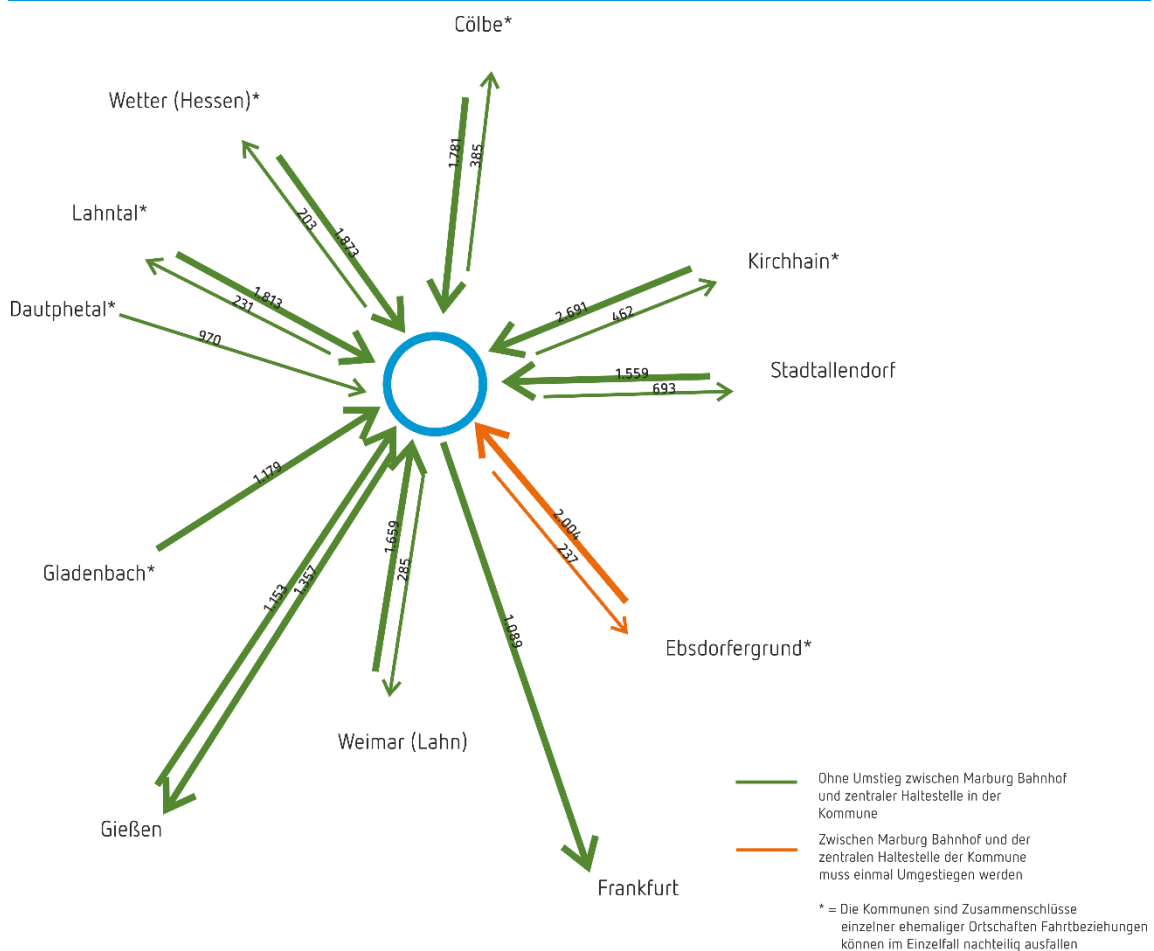 Cölbe*
Wetter (Hessen)*
1.781
385
203
1.873
Lahntal*
Kirchhain*
1.813
231
2.691
462
Dautphetal*
970
Stadtallendorf
1.559
693
1.179
2.004
237
1.659
285
Gladenbach*
1.153
1.357
1.089
Ebsdorfergrund*
Weimar (Lahn)
Gießen
Frankfurt
Ohne Umstieg zwischen Marburg Bahnhof
und zentraler Haltestelle in der
Kommune
Zwischen Marburg Bahnhof und der
zentralen Haltestelle der Kommune
muss einmal Umgestiegen werden
* = Die Kommunen sind Zusammenschlüsse
einzelner ehemaliger Ortschaften Fahrtbeziehungen
können im Einzelfall nachteilig ausfallen